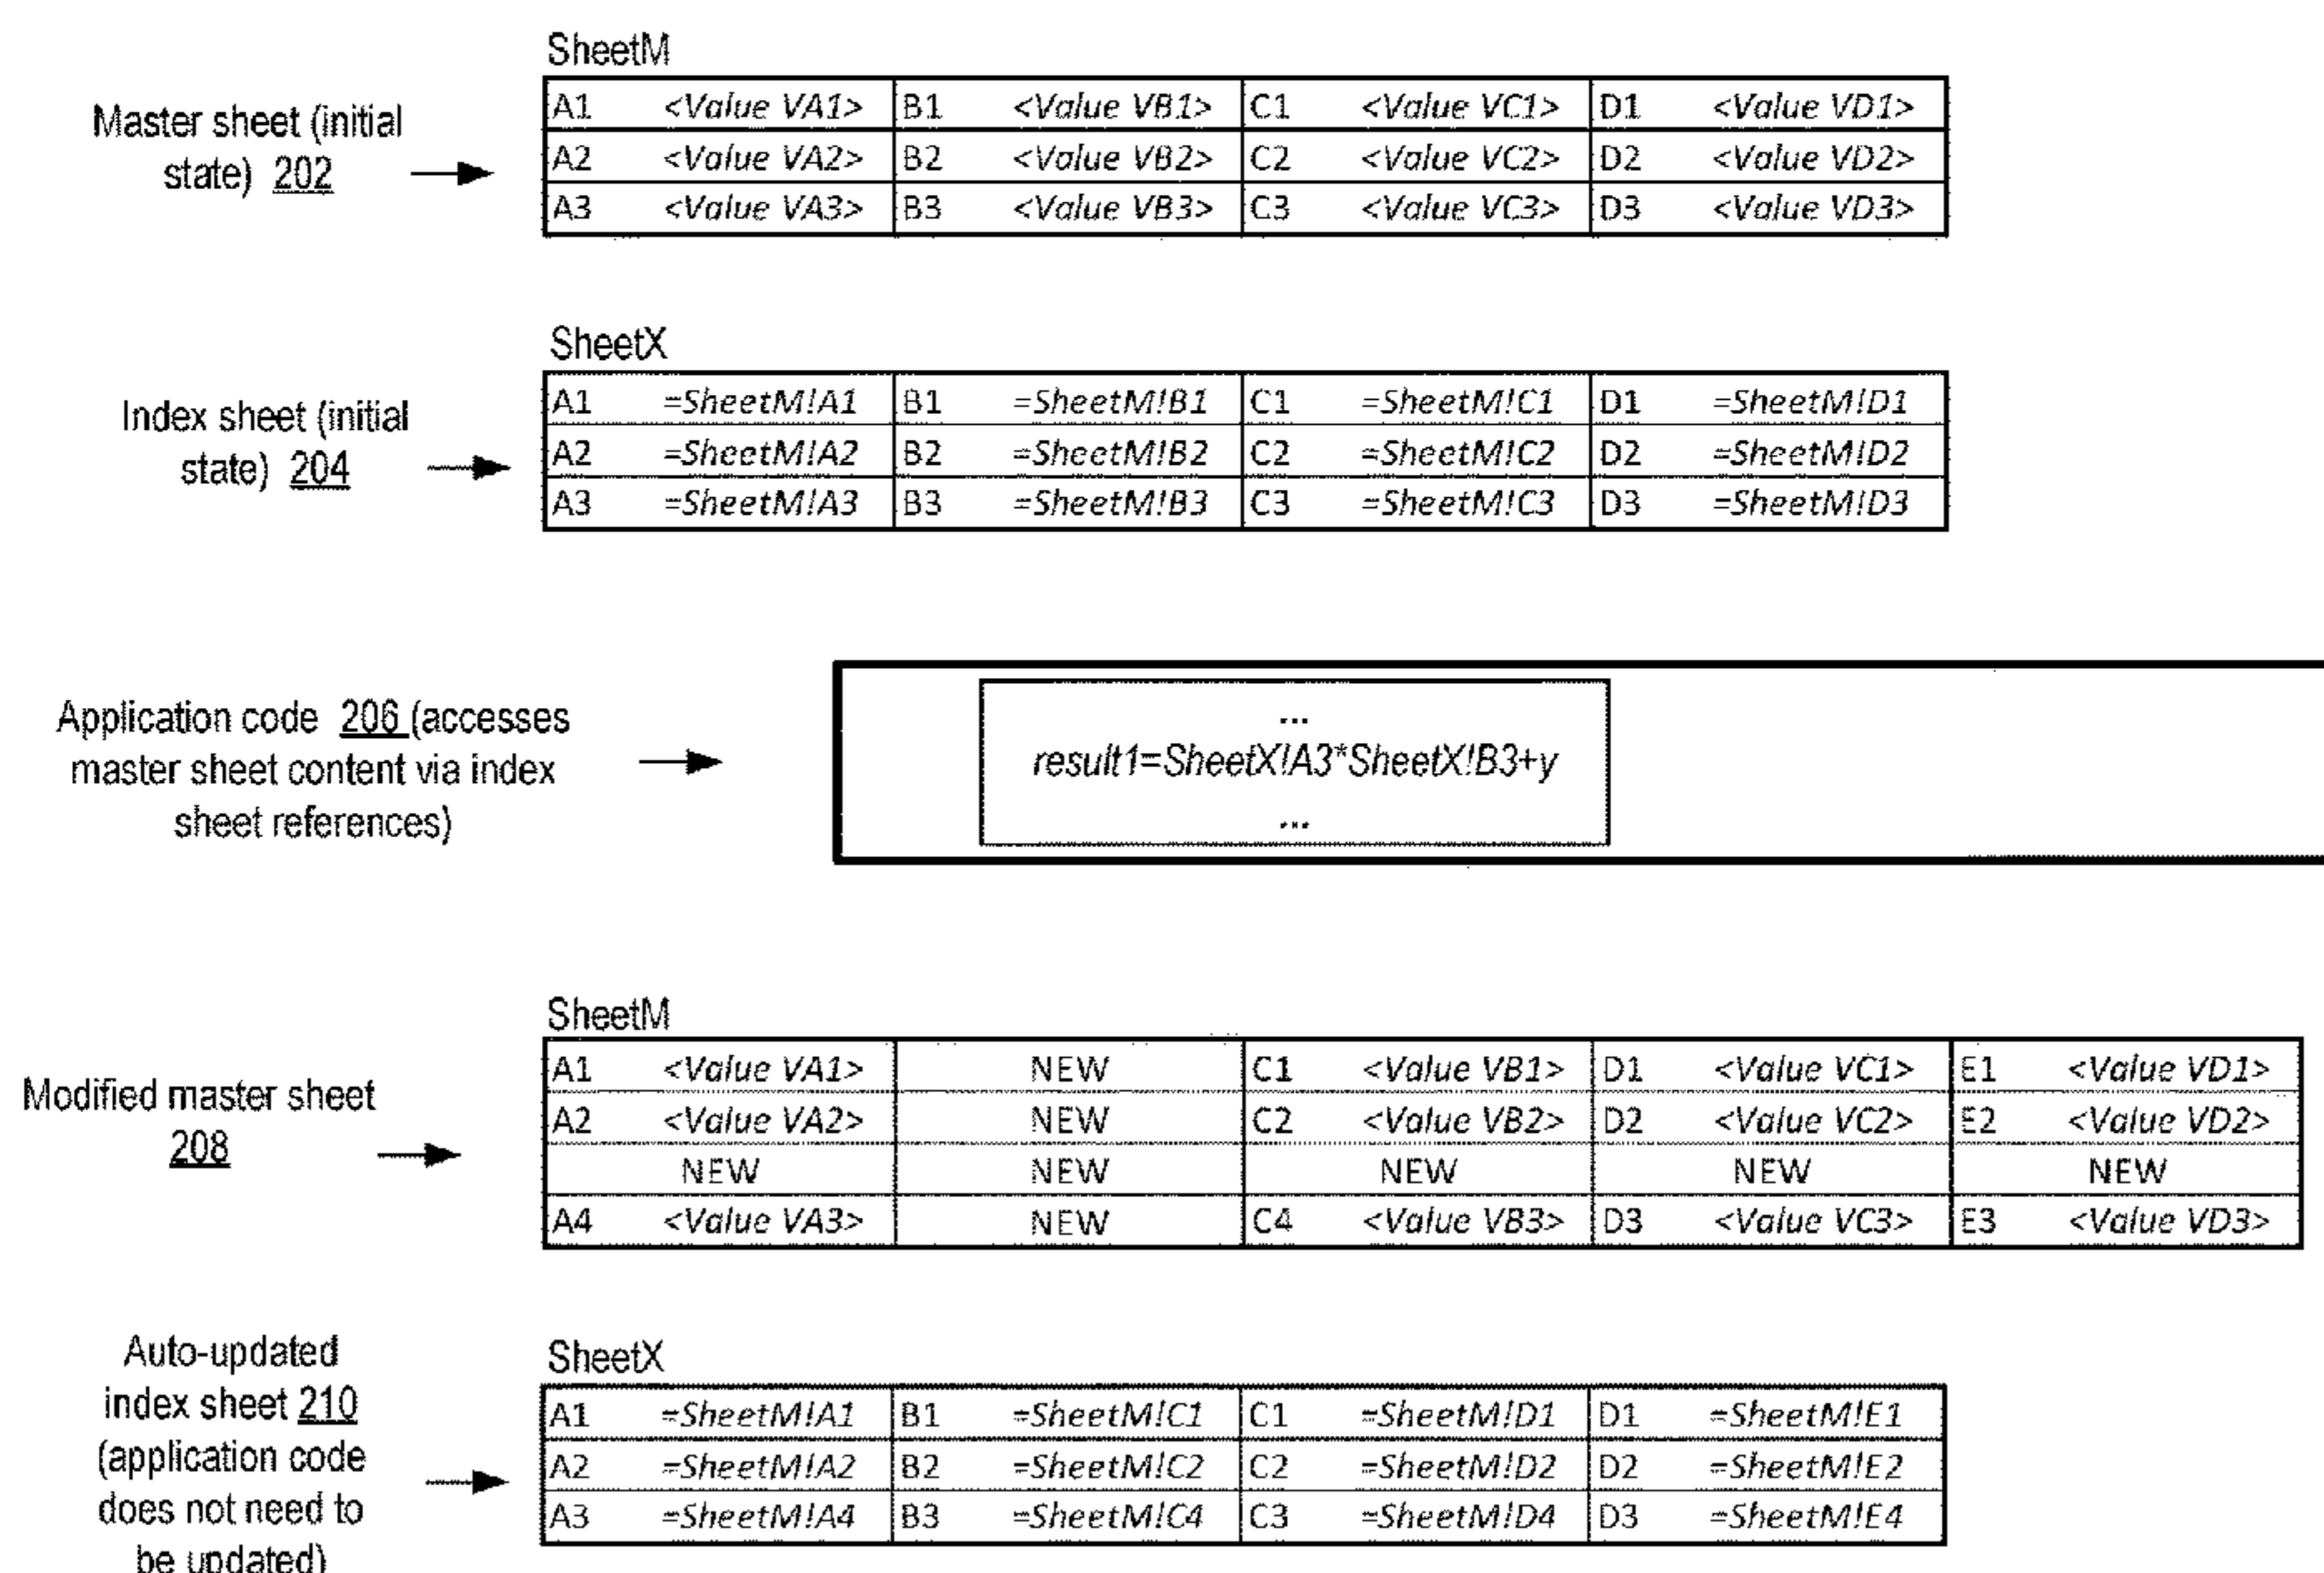 SheetM
Master sheet (initial
state) 202
A1 <Value VA1> B1 <Value VB1> C1 <Value VC1> D1 <Value VD1>
A2 <Value VA2> B2 <Value VB2> C2 <Value VC2> D2 <Value VD2>
A3 <Value VA3> B3 <Value VB3> C3 <Value VC3> D3 <Value VD3>
SheetX
Index sheet (initial
state) 204
A1 =SheetM!A1 B1 =SheetM!B1 C1 =SheetM!C1 D1 =SheetM!D1
A2 =SheetM!A2 B2 =SheetM!B2 C2 =SheetM!C2 D2 =SheetM!D2
A3 =SheetM!A3 B3 =SheetM!B3 C3 =SheetM!C3 D3 =SheetM!D3
Application code 206 (accesses
master sheet content via index
sheet references)
...
result1=SheetX!A3*SheetX!B3+y
...
SheetM
Modified master sheet
208
A1 <Value VA1> NEW C1 <Value VB1> D1 <Value VC1> E1 <Value VD1>
A2 <Value VA2> NEW C2 <Value VB2> D2 <Value VC2> E2 <Value VD2>
NEW NEW NEW NEW NEW
A4 <Value VA3> NEW C4 <Value VB3> D3 <Value VC3> E3 <Value VD3>
Auto-updated
index sheet 210
(application code
does not need to
be updated)
SheetX
A1 =SheetM!A1 B1 =SheetM!C1 C1 =SheetM!D1 D1 =SheetM!E1
A2 =SheetM!A2 B2 =SheetM!C2 C2 =SheetM!D2 D2 =SheetM!E2
A3 =SheetM!A4 B3 =SheetM!C4 C3 =SheetM!D4 D3 =SheetM!E4